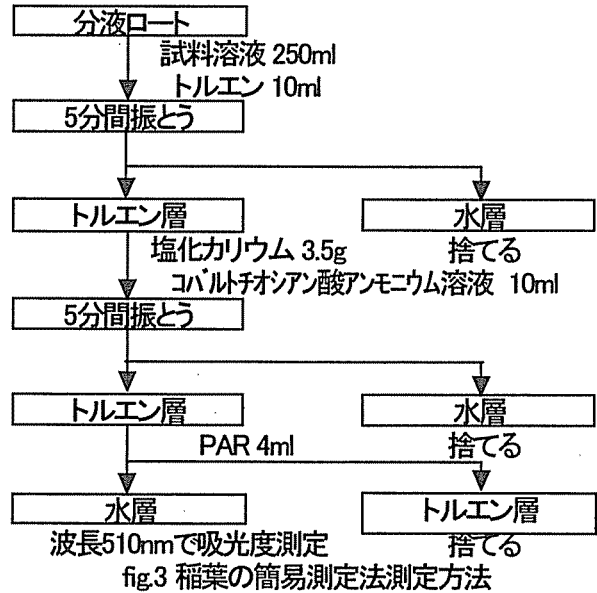 分液ロート
試料溶液 250ml
トルエン 10ml
5分間振とう
トルエン層 水層
塩化カリウム 3.5g 捨てる
コバルトチオシアン酸アンモニウム溶液 10ml
5分間振とう
トルエン層 水層
PAR 4ml 捨てる
水層 トルエン層
波長510nmで吸光度測定 捨てる
fig.3 稲葉の簡易測定法測定方法